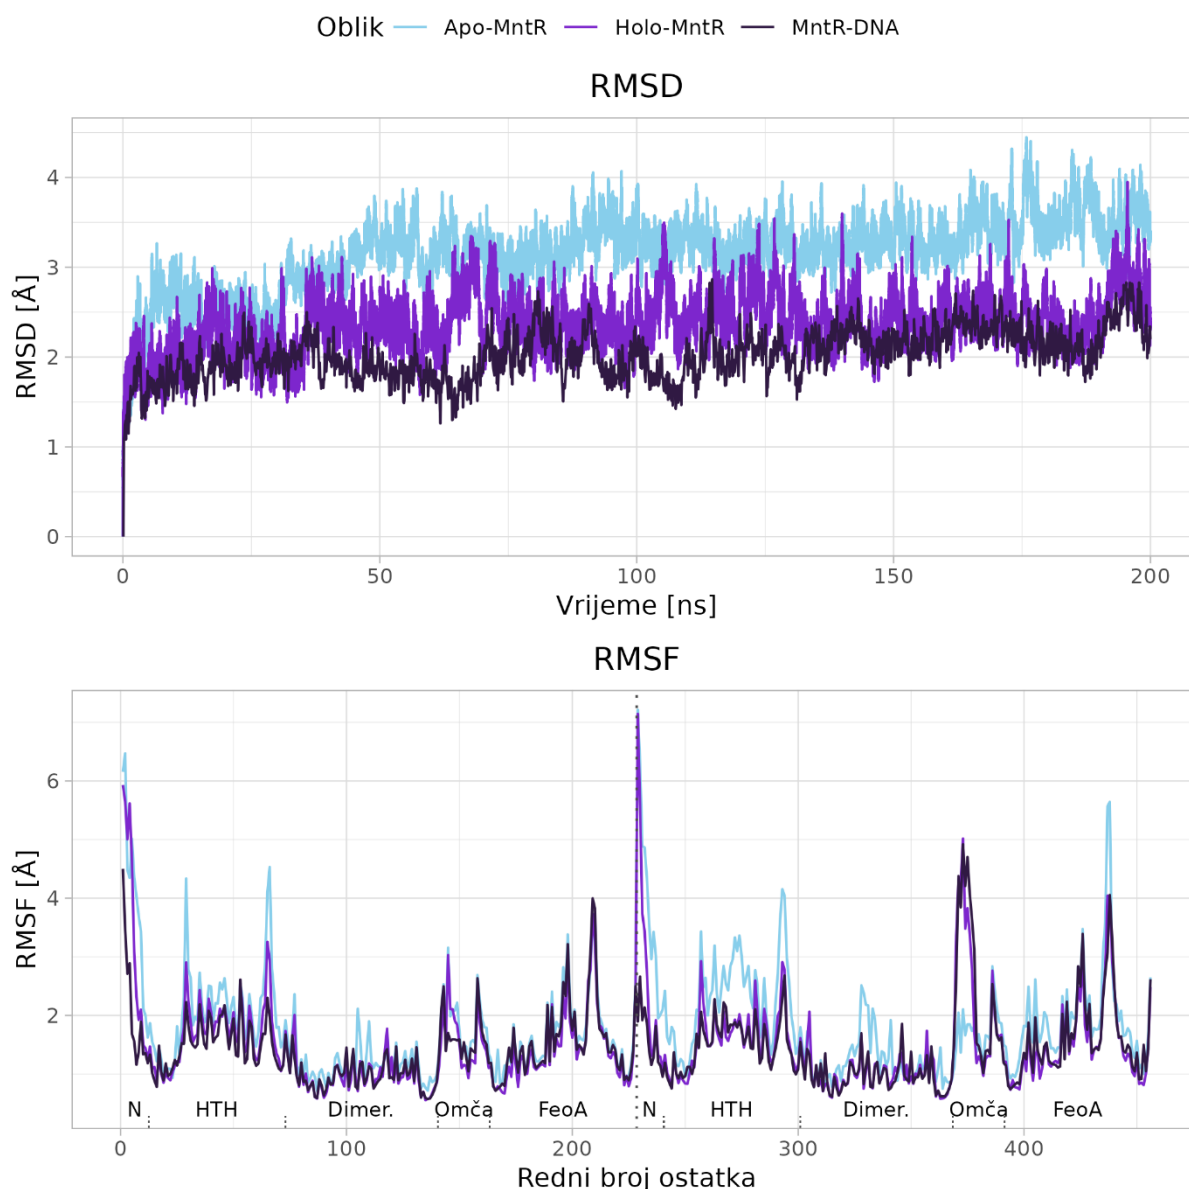 Oblik Apo-MntR Holo-MntR MntR-DNA
RMSD
RMSD [Å]
4
3
2
1
0
0 50 100 150 200
Vrijeme [ns]
RMSF
RMSF [Å]
6
4
2
N HTH Dimer. Omča FeoA N HTH Dimer. Omča FeoA
0 100 200 300 400
Redni broj ostatka